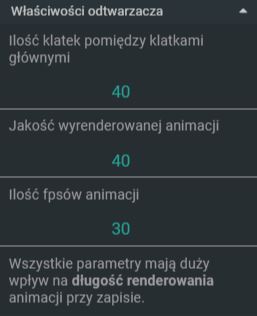 Właściwości odtwarzacza
Ilość klatek pomiędzy klatkami
głównymi
40
Jakość wyrenderowanej animacji
40
Ilość fpsów animacji
30
Wszystkie parametry mają duży
wpływ na długość renderowania
animacji przy zapisie.